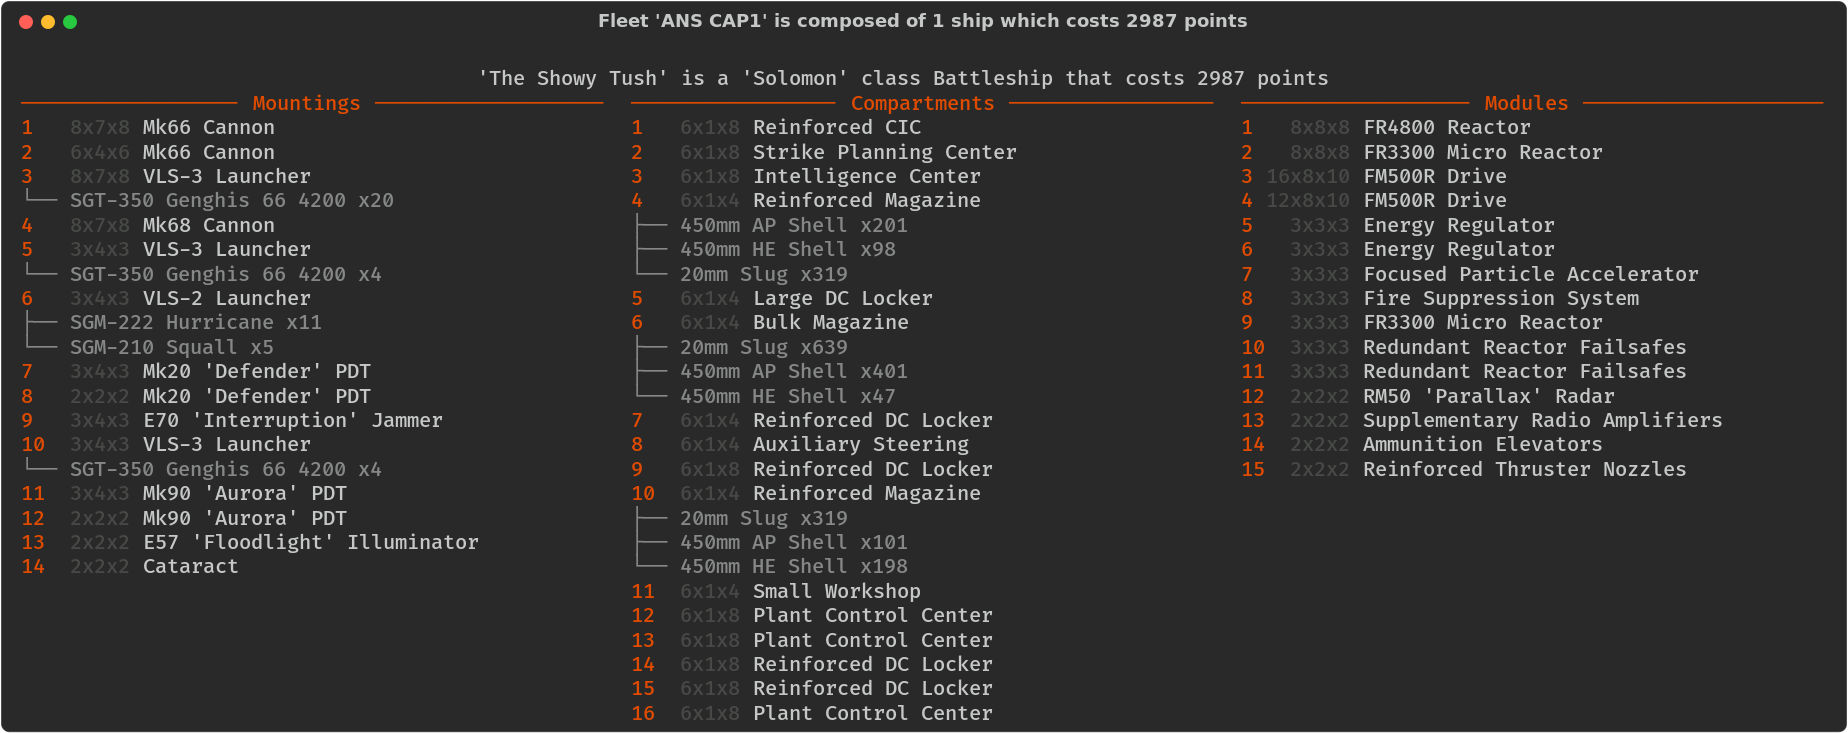 Fleet 'ANS CAP1' is composed of 1 ship which costs 2987 points
'The Showy Tush' is a 'Solomon' class Battleship that costs 2987 points
Mountings
1 8x7x8 Mk66 Cannon
2 6x4x6 Mk66 Cannon
3 8x7x8 VLS-3 Launcher
└── SGT-350 Genghis 66 4200 x20
4 8x7x8 Mk68 Cannon
5 3x4x3 VLS-3 Launcher
└── SGT-350 Genghis 66 4200 x4
6 3x4x3 VLS-2 Launcher
├── SGM-222 Hurricane x11
└── SGM-210 Squall x5
7 3x4x3 Mk20 'Defender' PDT
8 2x2x2 Mk20 'Defender' PDT
9 3x4x3 E70 'Interruption' Jammer
10 3x4x3 VLS-3 Launcher
└── SGT-350 Genghis 66 4200 x4
11 3x4x3 Mk90 'Aurora' PDT
12 2x2x2 Mk90 'Aurora' PDT
13 2x2x2 E57 'Floodlight' Illuminator
14 2x2x2 Cataract
Compartments
1 6x1x8 Reinforced CIC
2 6x1x8 Strike Planning Center
3 6x1x8 Intelligence Center
4 6x1x4 Reinforced Magazine
├── 450mm AP Shell x201
├── 450mm HE Shell x98
└── 20mm Slug x319
5 6x1x4 Large DC Locker
6 6x1x4 Bulk Magazine
├── 20mm Slug x639
├── 450mm AP Shell x401
└── 450mm HE Shell x47
7 6x1x4 Reinforced DC Locker
8 6x1x4 Auxiliary Steering
9 6x1x8 Reinforced DC Locker
10 6x1x4 Reinforced Magazine
├── 20mm Slug x319
├── 450mm AP Shell x101
└── 450mm HE Shell x198
11 6x1x4 Small Workshop
12 6x1x8 Plant Control Center
13 6x1x8 Plant Control Center
14 6x1x8 Reinforced DC Locker
15 6x1x8 Reinforced DC Locker
16 6x1x8 Plant Control Center
Modules
1 8x8x8 FR4800 Reactor
2 8x8x8 FR3300 Micro Reactor
3 16x8x10 FM500R Drive
4 12x8x10 FM500R Drive
5 3x3x3 Energy Regulator
6 3x3x3 Energy Regulator
7 3x3x3 Focused Particle Accelerator
8 3x3x3 Fire Suppression System
9 3x3x3 FR3300 Micro Reactor
10 3x3x3 Redundant Reactor Failsafes
11 3x3x3 Redundant Reactor Failsafes
12 2x2x2 RM50 'Parallax' Radar
13 2x2x2 Supplementary Radio Amplifiers
14 2x2x2 Ammunition Elevators
15 2x2x2 Reinforced Thruster Nozzles